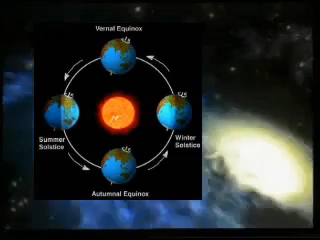 Vernal Equinox
Summer
Solstice
Winter
Solstice
Autumnal Equinox